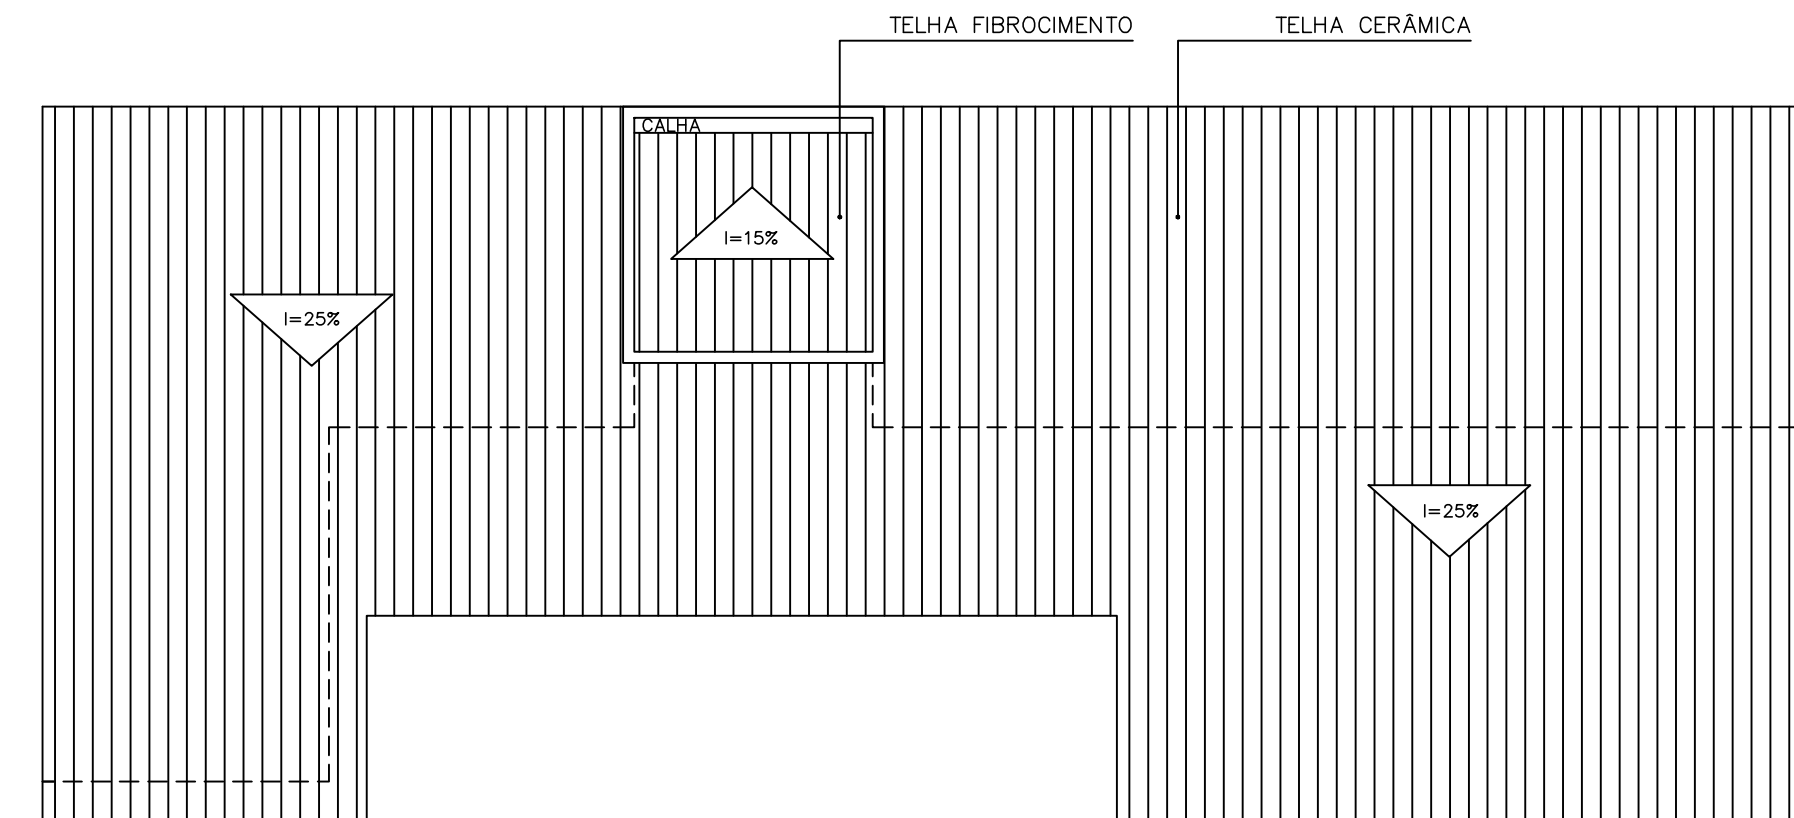 TELHA FIBROCIMENTO
TELHA CERÂMICA
CALHA
I=15%
I=25%
I=25%